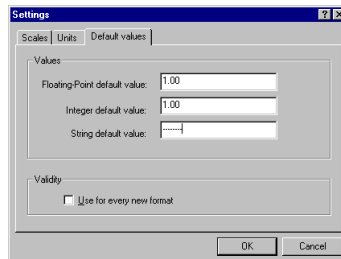 Settings
Scales Units Default values
Values
Floating-Point default value: 1.00
Integer default value: 1.00
String default value: --------
Validity
Use for every new format
OK Cancel